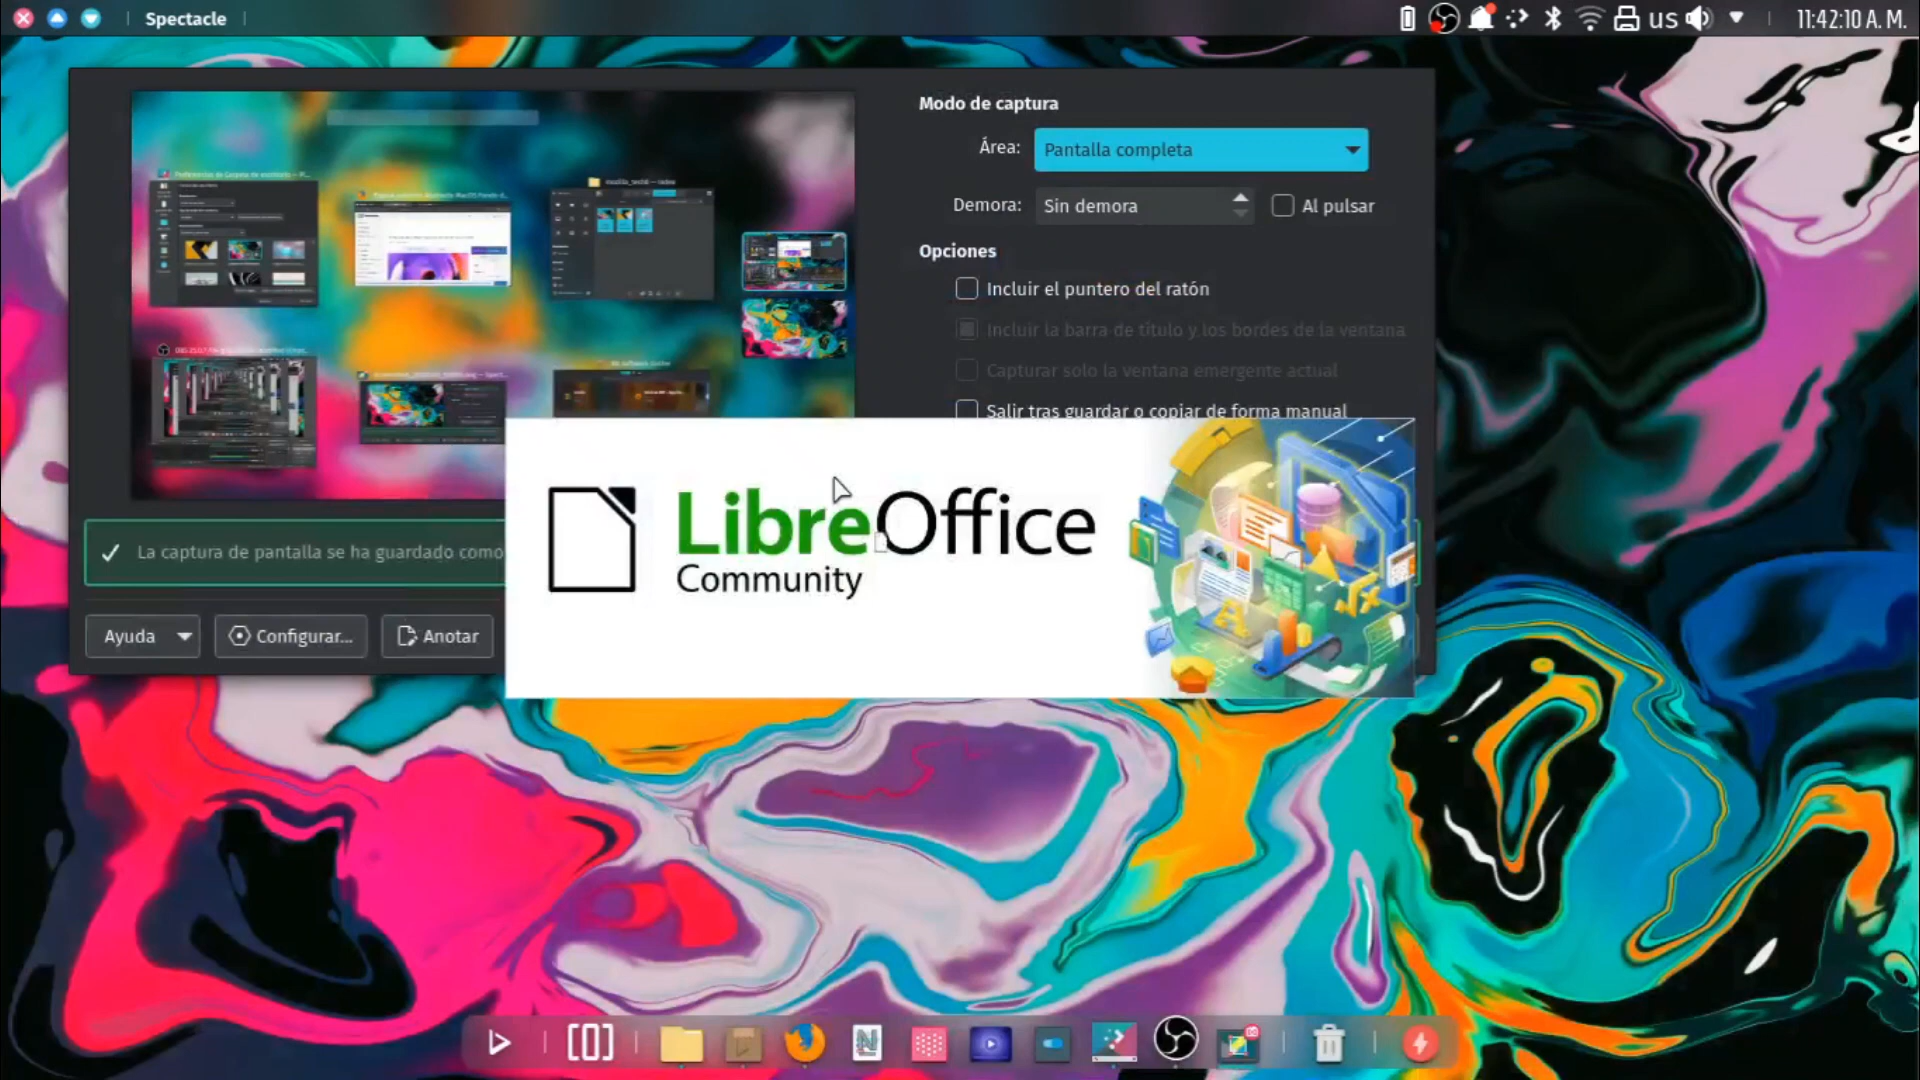 Spectacle
us
11:42:10 A. M.
Modo de captura
Área:
Pantalla completa
Demora:
Sin demora
Al pulsar
Opciones
Incluir el puntero del ratón
Incluir la barra de título y los bordes de la ventana
Capturar solo la ventana emergente actual
Salir tras guardar o copiar de forma manual
LibreOffice
Community
La captura de pantalla se ha guardado como
Ayuda
Configurar...
Anotar